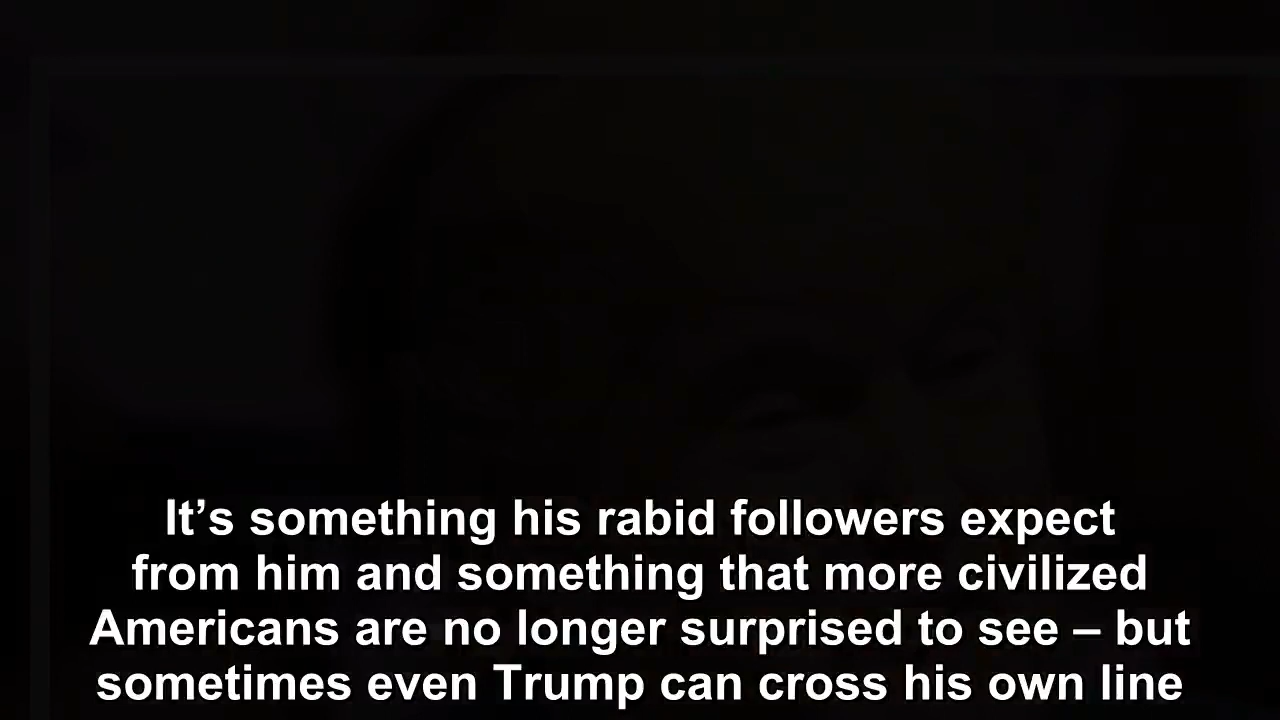 It’s something his rabid followers expect
from him and something that more civilized
Americans are no longer surprised to see – but
sometimes even Trump can cross his own line